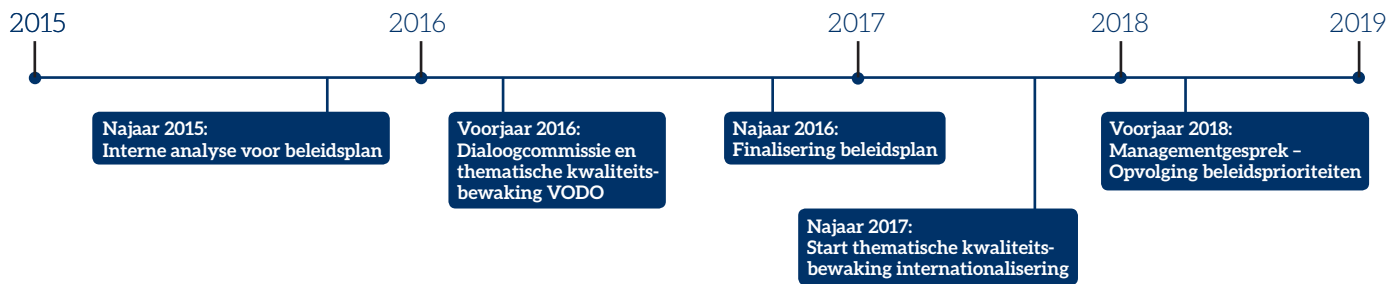 2015
2016
2017
2018
2019
Najaar 2015:
Interne analyse voor beleidsplan
Voorjaar 2016:
Dialoogcommissie en
thematische kwaliteits-
bewaking VODO
Najaar 2016:
Finalisering beleidsplan
Najaar 2017:
Start thematische kwaliteits-
bewaking internationalisering
Voorjaar 2018:
Managementgesprek –
Opvolging beleidsprioriteiten